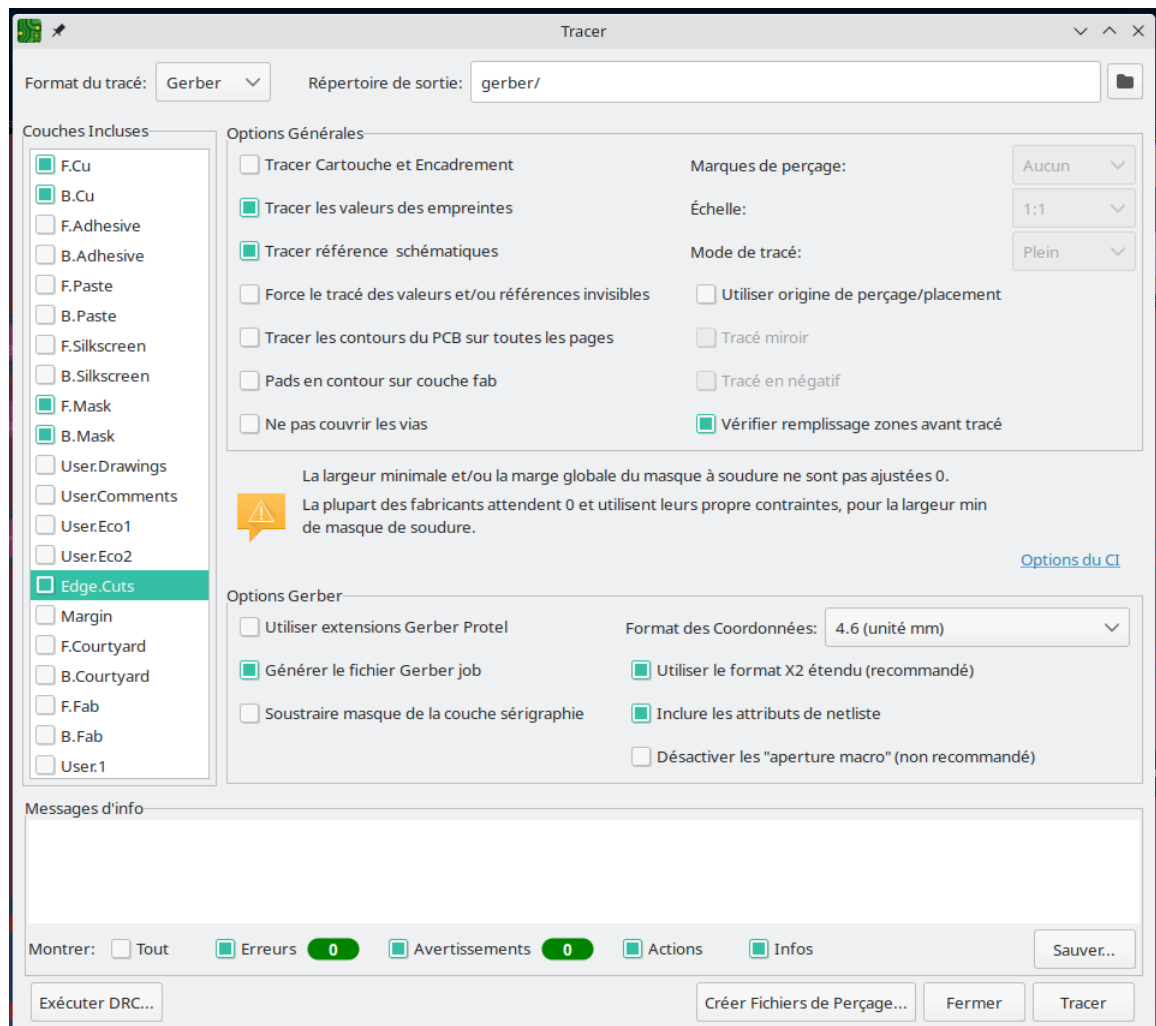 Tracer
Format du tracé: Gerber Répertoire de sortie: gerber/
Couches Incluses
F.Cu
B.Cu
F.Adhesive
B.Adhesive
F.Paste
B.Paste
F.Silkscreen
B.Silkscreen
F.Mask
B.Mask
User.Drawings
User.Comments
User.Eco1
User.Eco2
Edge.Cuts
Margin
F.Courtyard
B.Courtyard
F.Fab
B.Fab
User.1
Options Générales
Tracer Cartouche et Encadrement
Tracer les valeurs des empreintes
Tracer référence  schématiques
Force le tracé des valeurs et/ou références invisibles
Tracer les contours du PCB sur toutes les pages
Pads en contour sur couche fab
Ne pas couvrir les vias
Marques de perçage: Aucun
Échelle: 1:1
Mode de tracé: Plein
Utiliser origine de perçage/placement
Tracé miroir
Tracé en négatif
Vérifier remplissage zones avant tracé
La largeur minimale et/ou la marge globale du masque à soudure ne sont pas ajustées 0.
La plupart des fabricants attendent 0 et utilisent leurs propre contraintes, pour la largeur min
de masque de soudure.
Options du CI
Options Gerber
Utiliser extensions Gerber Protel
Générer le fichier Gerber job
Soustraire masque de la couche sérigraphie
Format des Coordonnées: 4.6 (unité mm)
Utiliser le format X2 étendu (recommandé)
Inclure les attributs de netliste
Désactiver les "aperture macro" (non recommandé)
Messages d'info
Montrer: Tout Erreurs 0 Avertissements 0 Actions Infos Sauver...
Exécuter DRC... Créer Fichiers de Perçage... Fermer Tracer